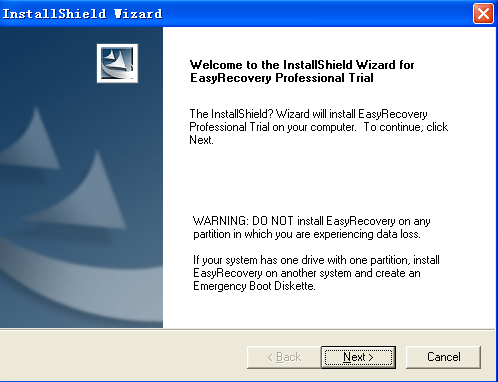 InstallShield Wizard
Welcome to the InstallShield Wizard for
EasyRecovery Professional Trial
The InstallShield? Wizard will install EasyRecovery
Professional Trial on your computer. To continue, click
Next.
WARNING: DO NOT install EasyRecovery on any
partition in which you are experiencing data loss.
If your system has one drive with one partition, install
EasyRecovery on another system and create an
Emergency Boot Diskette.
< Back Next > Cancel